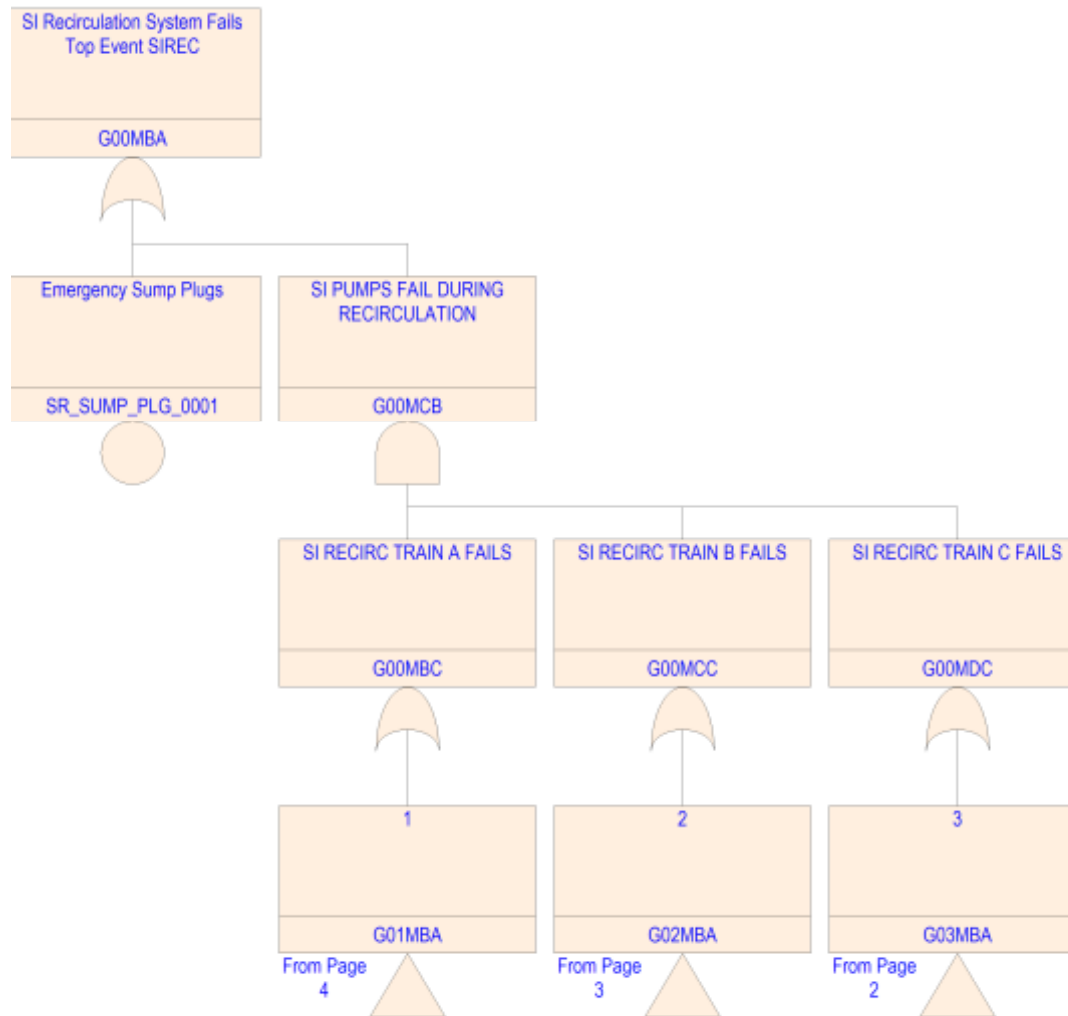 SI Recirculation System Fails
Top Event SIREC
G00MBA
Emergency Sump Plugs
SR_SUMP_PLG_0001
SI PUMPS FAIL DURING
RECIRCULATION
G00MCB
SI RECIRC TRAIN A FAILS
G00MBC
SI RECIRC TRAIN B FAILS
G00MCC
SI RECIRC TRAIN C FAILS
G00MDC
1
G01MBA
From Page
4
2
G02MBA
From Page
3
3
G03MBA
From Page
2